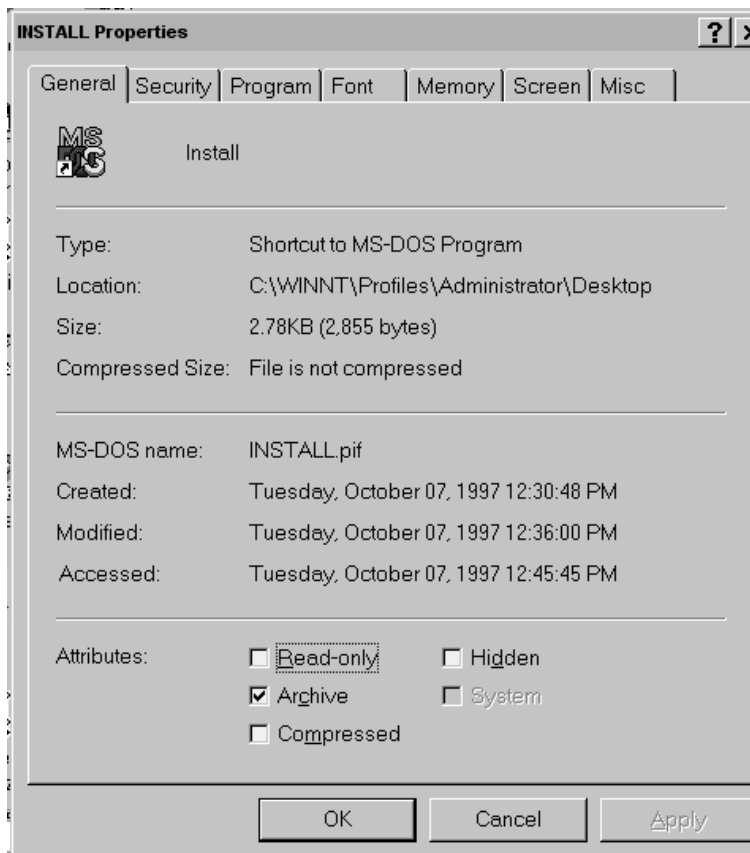 INSTALL Properties
General Security Program Font Memory Screen Misc
MS
DOS
Install
Type: Shortcut to MS-DOS Program
Location: C:\WINNT\Profiles\Administrator\Desktop
Size: 2.78KB (2,855 bytes)
Compressed Size: File is not compressed
MS-DOS name: INSTALL.pif
Created: Tuesday, October 07, 1997 12:30:48 PM
Modified: Tuesday, October 07, 1997 12:36:00 PM
Accessed: Tuesday, October 07, 1997 12:45:45 PM
Attributes: Read-only Hidden
Archive System
Compressed
OK Cancel Apply